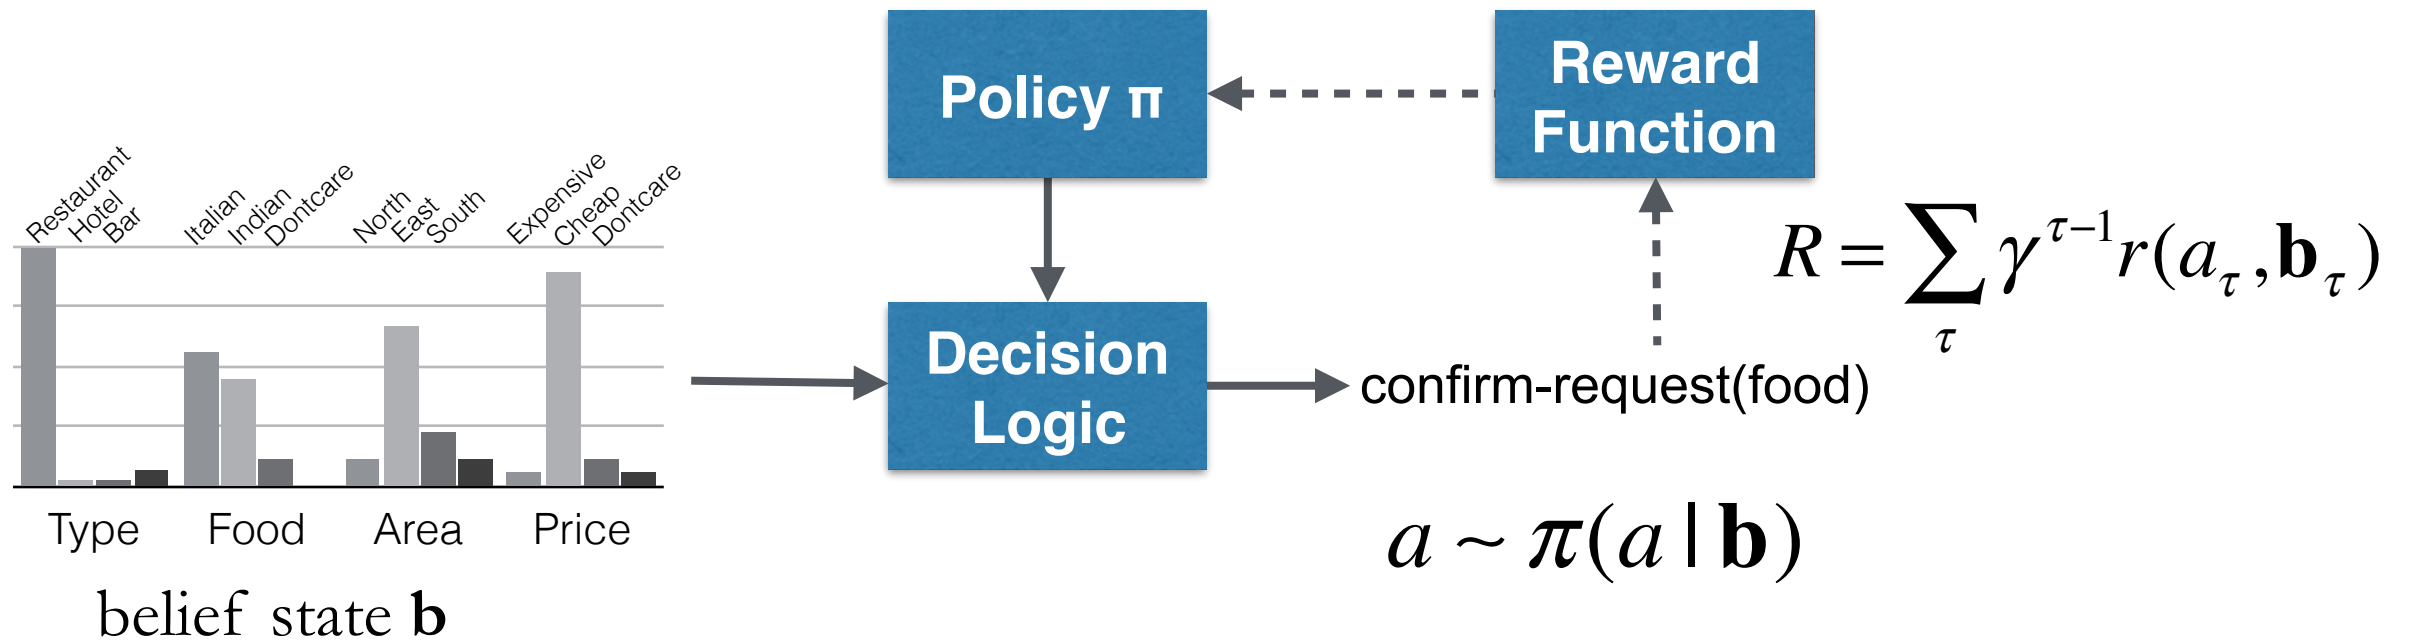 Restaurant
Hotel
Bar
Italian
Indian
Dontcare
North
East
South
Expensive
Cheap
Dontcare
Type Food Area Price
belief state b
Policy π
Reward
Function
Decision
Logic
confirm-request(food)
R = ∑_τ γ^{τ−1} r(a_τ, b_τ)
a ~ π(a | b)